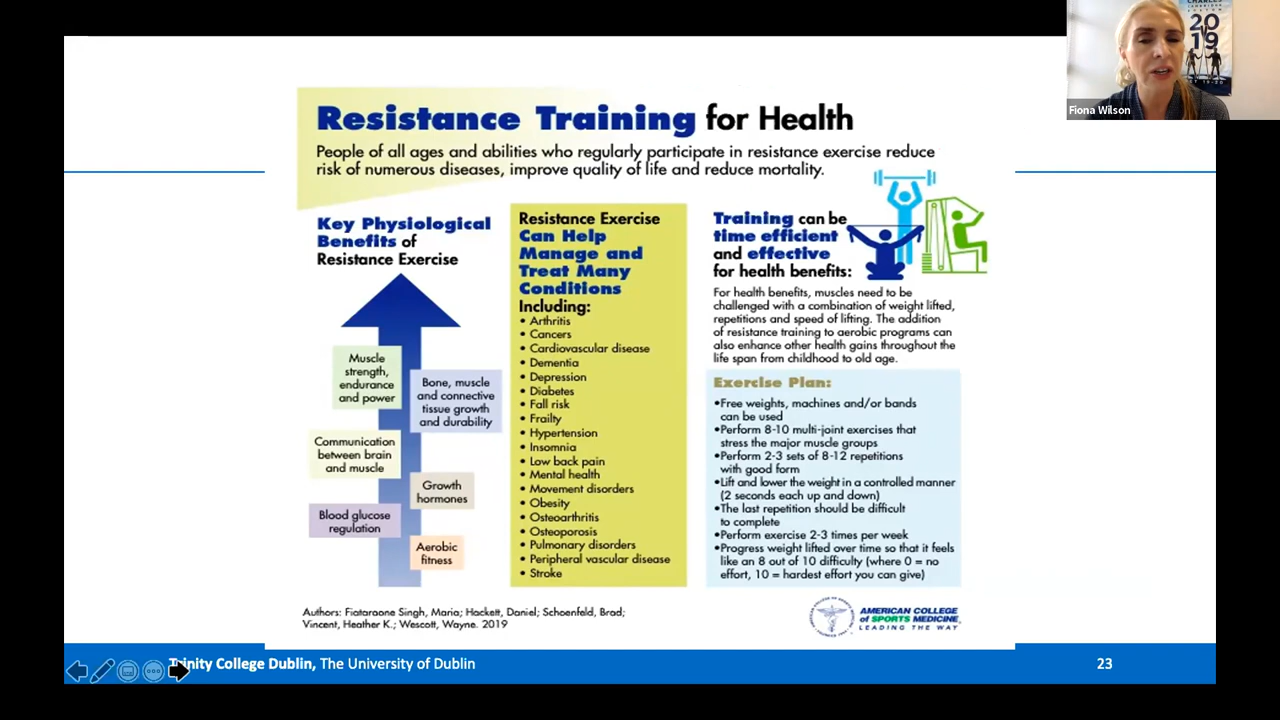 Resistance Training for Health
People of all ages and abilities who regularly participate in resistance exercise reduce
risk of numerous diseases, improve quality of life and reduce mortality.
Key Physiological
Benefits of
Resistance Exercise
Muscle
strength,
endurance
and power
Bone, muscle
and connective
tissue growth
and durability
Communication
between brain
and muscle
Growth
hormones
Blood glucose
regulation
Aerobic
fitness
Resistance Exercise
Can Help
Manage and
Treat Many
Conditions
Including:
• Arthritis
• Cancers
• Cardiovascular disease
• Dementia
• Depression
• Diabetes
• Fall risk
• Frailty
• Hypertension
• Insomnia
• Low back pain
• Mental health
• Movement disorders
• Obesity
• Osteoarthritis
• Osteoporosis
• Pulmonary disorders
• Peripheral vascular disease
• Stroke
Training can be
time efficient
and effective
for health benefits:
For health benefits, muscles need to be
challenged with a combination of weight lifted,
repetitions and speed of lifting. The addition
of resistance training to aerobic programs can
also enhance other health gains throughout the
life span from childhood to old age.
Exercise Plan:
•Free weights, machines and/or bands
can be used
•Perform 8-10 multi-joint exercises that
stress the major muscle groups
•Perform 2-3 sets of 8-12 repetitions
with good form
•Lift and lower the weight in a controlled manner
(2 seconds each up and down)
•The last repetition should be difficult
to complete
•Perform exercise 2-3 times per week
•Progress weight lifted over time so that it feels
like an 8 out of 10 difficulty (where 0 = no
effort, 10 = hardest effort you can give)
Authors: Fiataraone Singh, Maria; Hackett, Daniel; Schoenfeld, Brad;
Vincent, Heather K.; Wescott, Wayne. 2019
AMERICAN COLLEGE
of SPORTS MEDICINE
LEADING THE WAY
Trinity College Dublin, The University of Dublin
23
20
19
Fiona Wilson